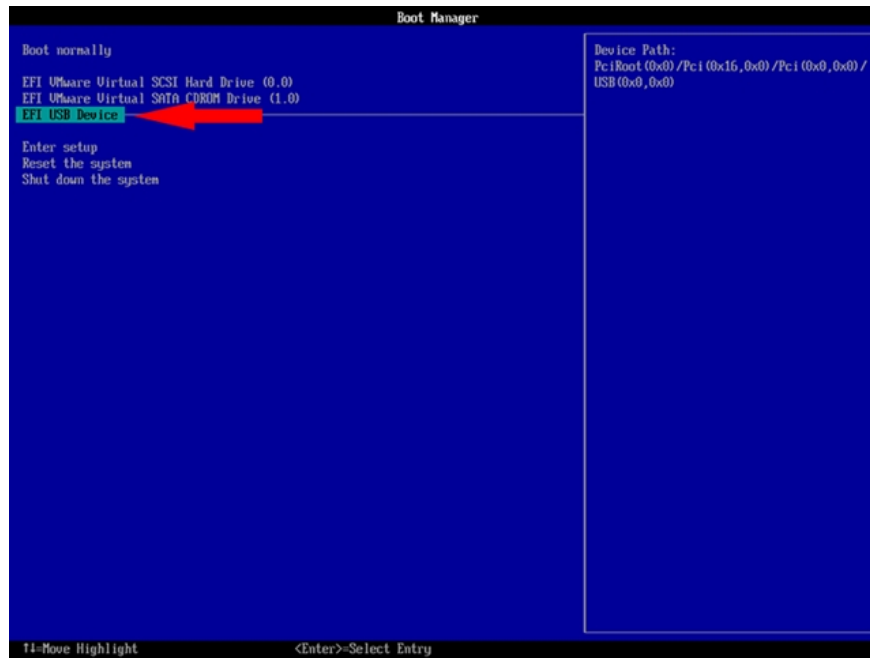 Boot Manager
Boot normally
EFI VMware Virtual SCSI Hard Drive (0.0)
EFI VMware Virtual SATA CDROM Drive (1.0)
EFI USB Device
Enter setup
Reset the system
Shut down the system
Device Path:
PciRoot(0x0)/Pci(0x16,0x0)/Pci(0x0,0x0)/
USB(0x0,0x0)
↑↓=Move Highlight
<Enter>=Select Entry